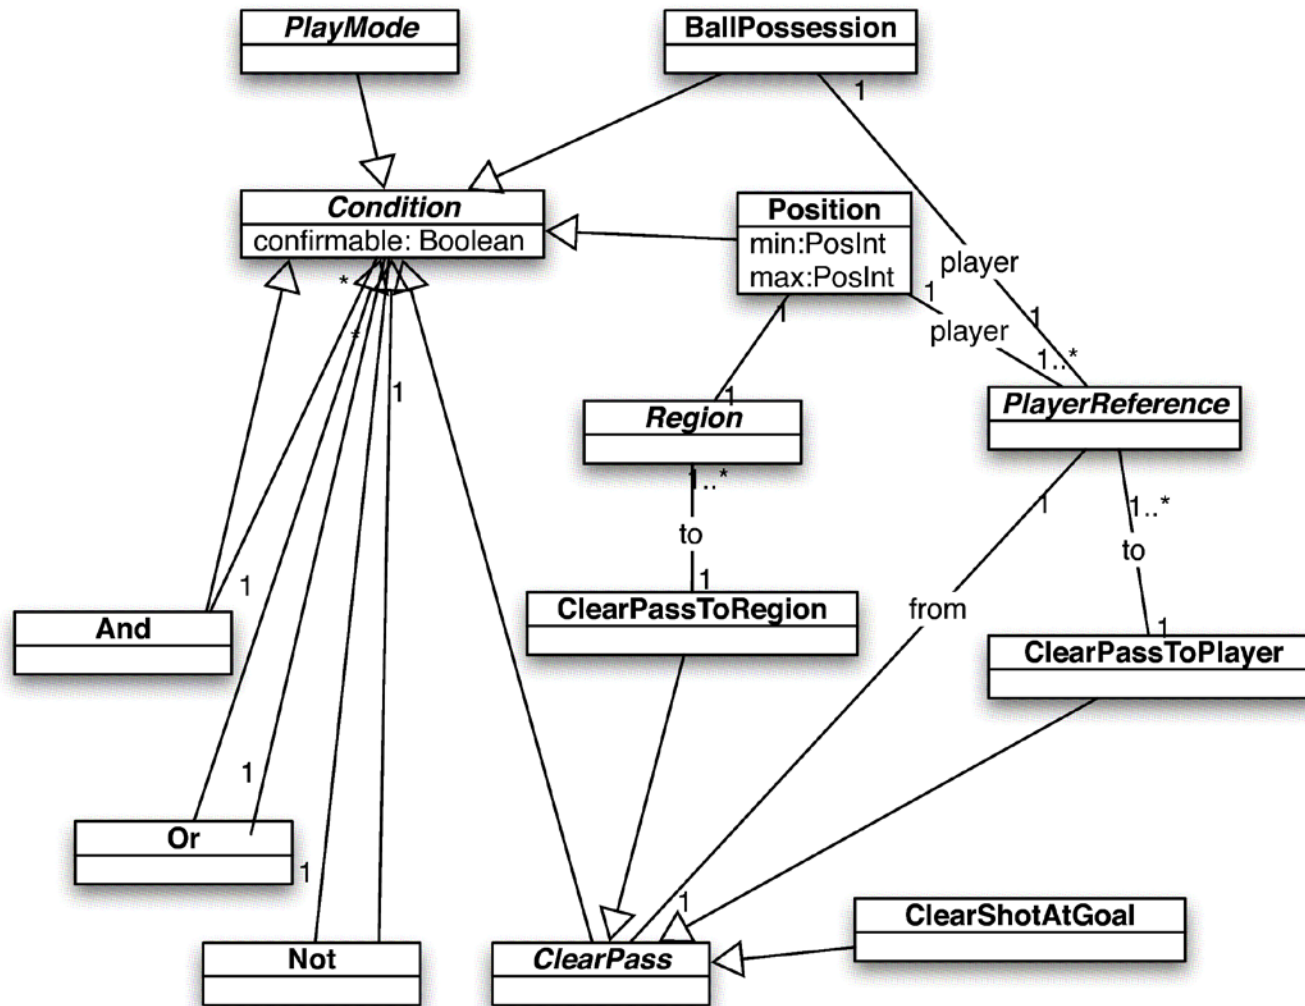 PlayMode
BallPossession
1
Condition
confirmable: Boolean
Position
min:PosInt
max:PosInt
player
*
1
1
1
*
player
1..*
1
1
Region
PlayerReference
1..*
1
1..*
to
to
1
1
ClearPassToRegion
from
And
1
ClearPassToPlayer
1
Or
1
1
ClearShotAtGoal
Not
ClearPass